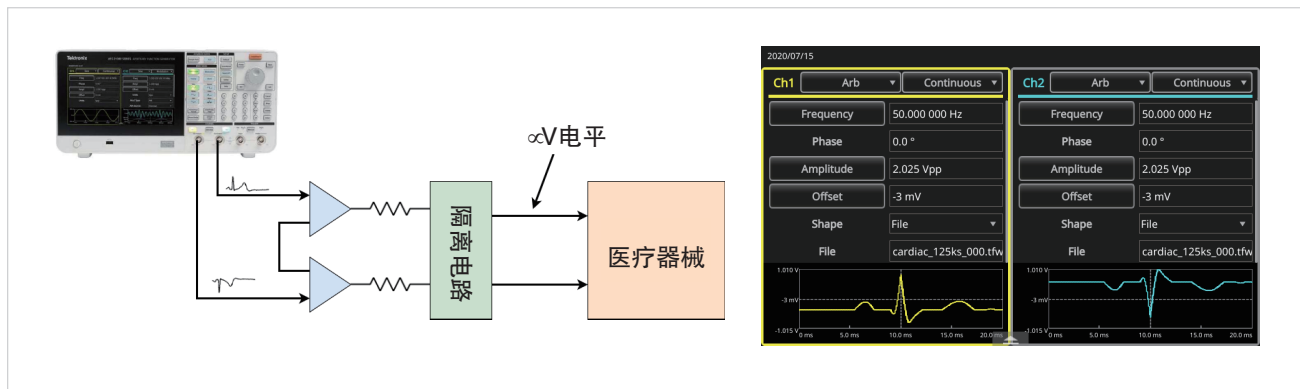 Tektronix
∝V电平
隔离电路
医疗器械
2020/07/15
Ch1 Arb Continuous
Frequency 50.000 000 Hz
Phase 0.0 °
Amplitude 2.025 Vpp
Offset -3 mV
Shape File
File cardiac_125ks_000.tfw
1.010 V
-3 mV
-1.015 V
0 ms 5.0 ms 10.0 ms 15.0 ms 20.0 ms
Ch2 Arb Continuous
Frequency 50.000 000 Hz
Phase 0.0 °
Amplitude 2.025 Vpp
Offset -3 mV
Shape File
File cardiac_125ks_000.tfw
1.010 V
-3 mV
-1.015 V
0 ms 5.0 ms 10.0 ms 15.0 ms 20.0 ms